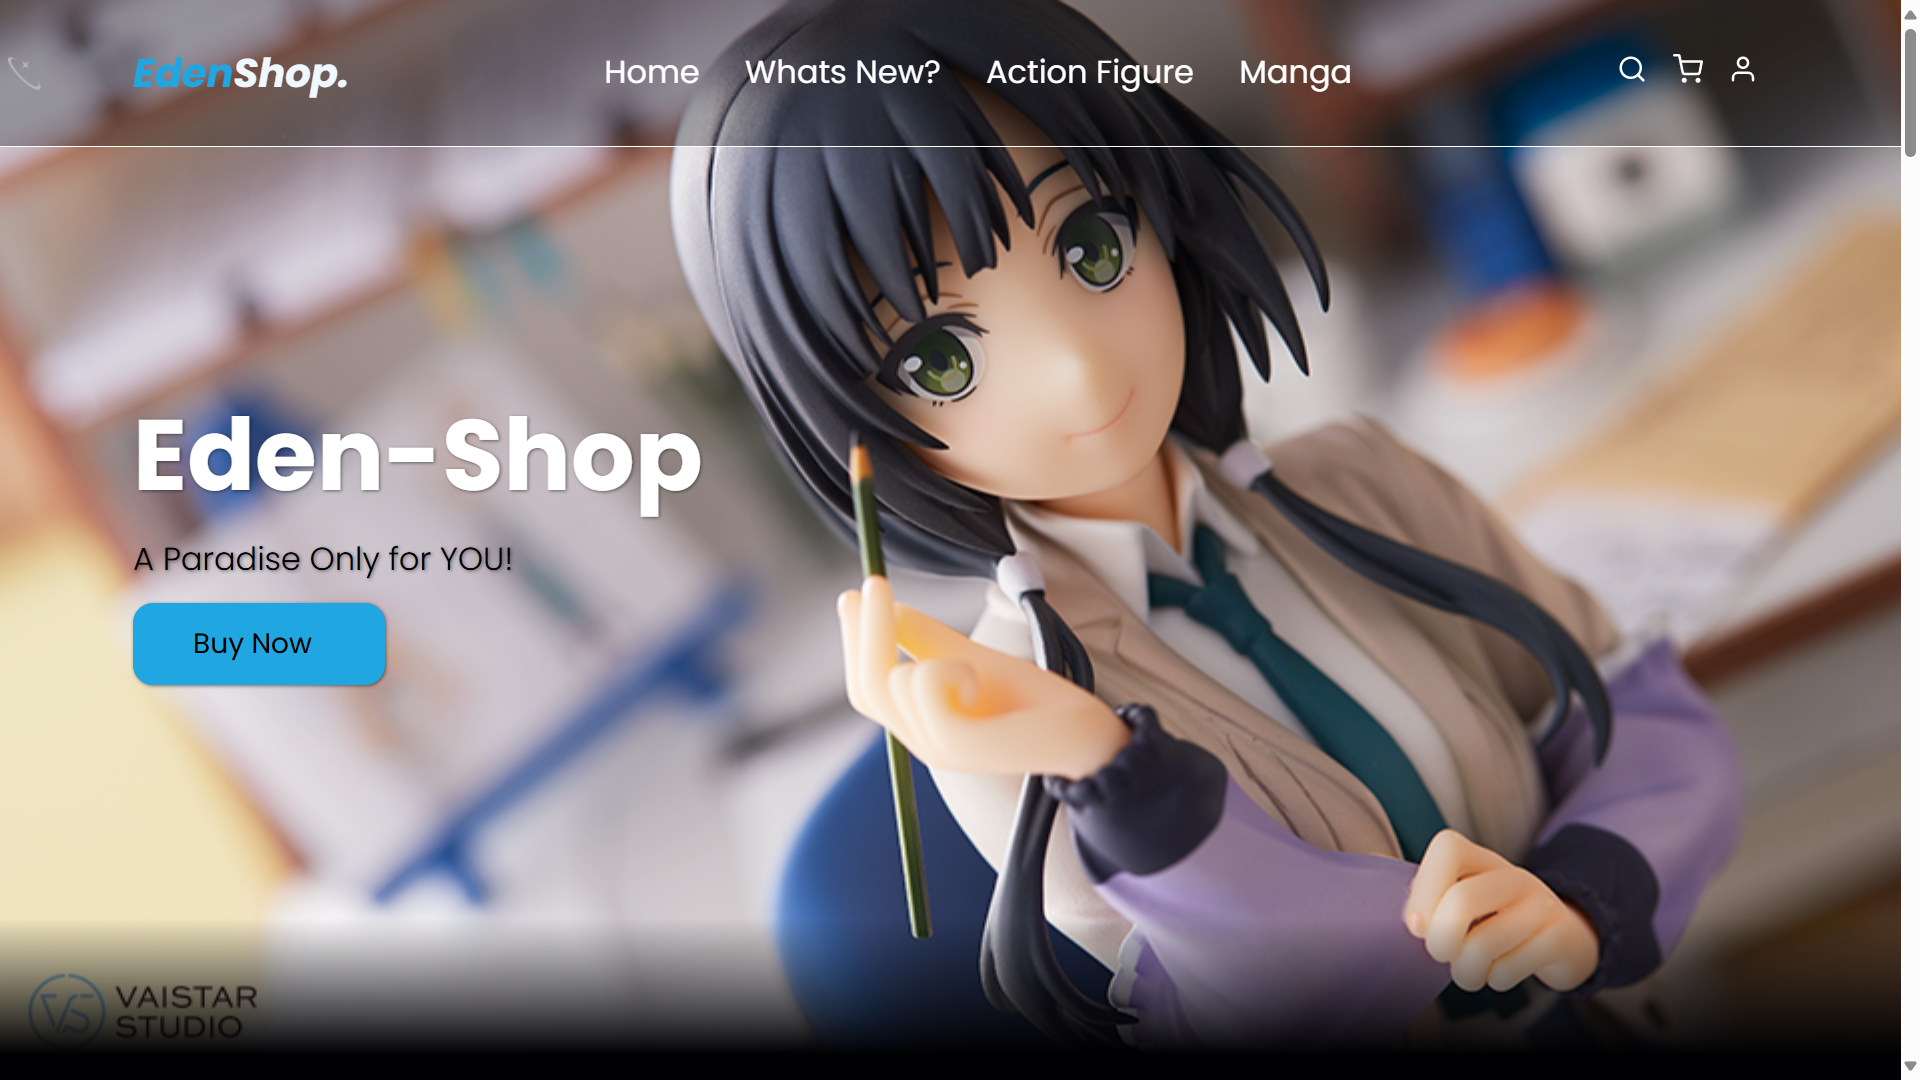 EdenShop.
Home
Whats New?
Action Figure
Manga
Eden-Shop
A Paradise Only for YOU!
Buy Now
VS
VAISTAR
STUDIO